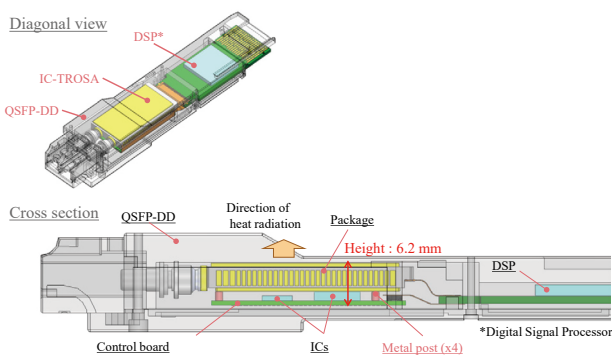 Diagonal view
DSP*
IC-TROSA
QSFP-DD
Cross section
QSFP-DD
Direction of
heat radiation
Package
Height : 6.2 mm
DSP
*Digital Signal Processor
Control board
ICs
Metal post (x4)